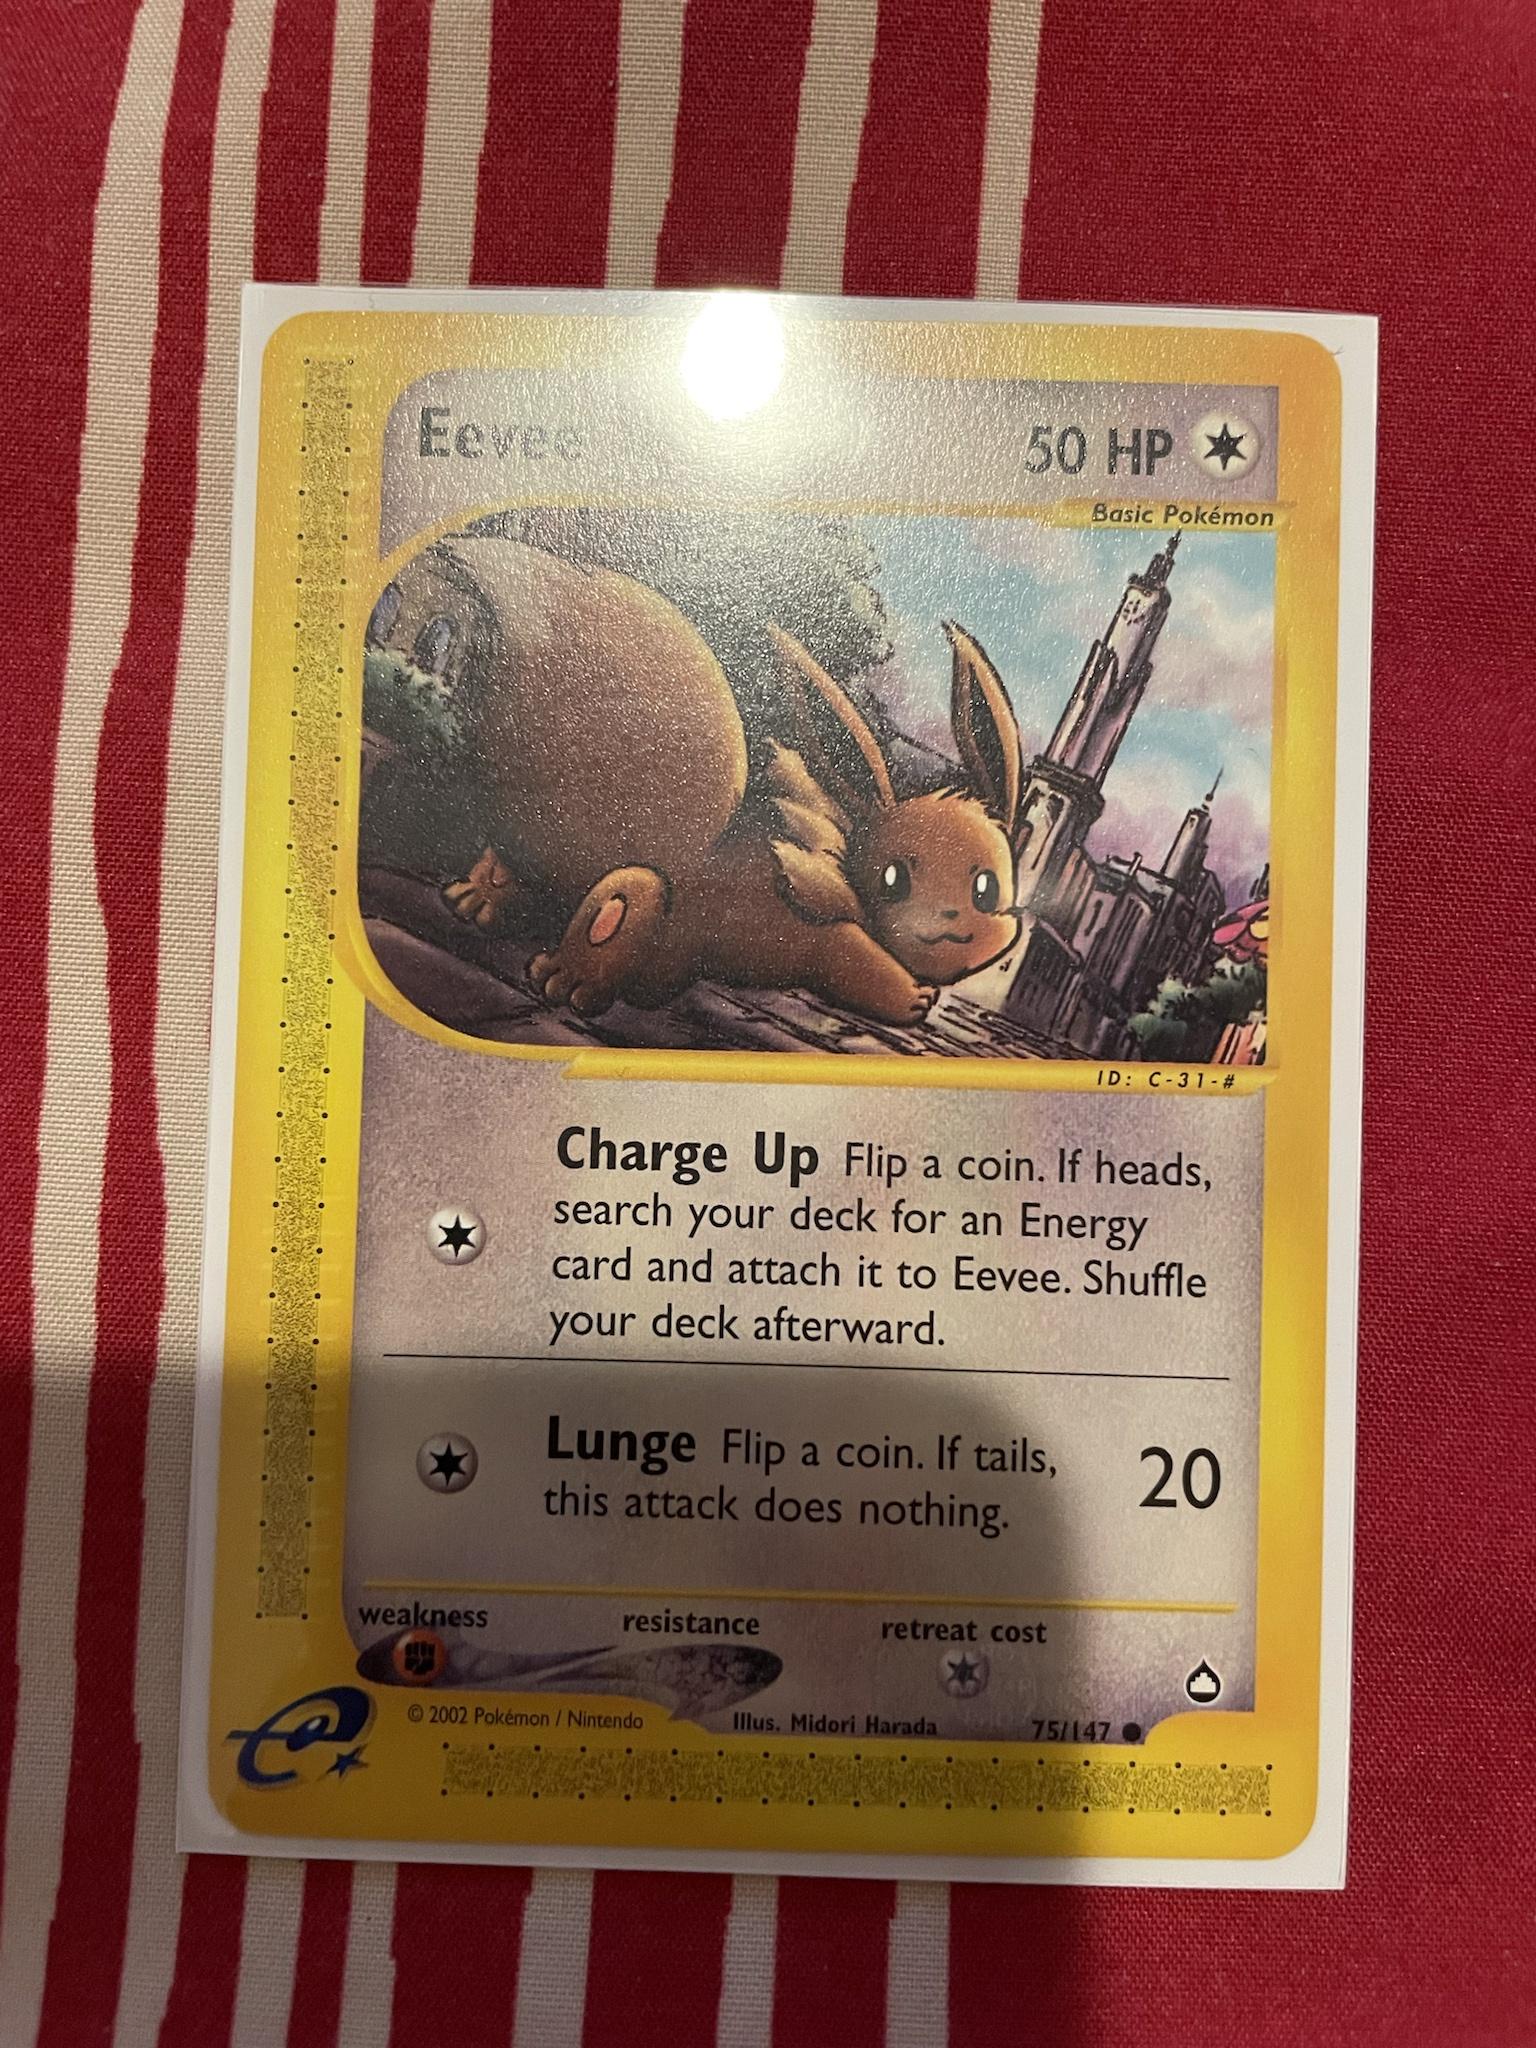 Eevee
50 HP
Basic Pokémon
ID: C-31-#
Charge Up Flip a coin. If heads,
search your deck for an Energy
card and attach it to Eevee. Shuffle
your deck afterward.
Lunge Flip a coin. If tails,
this attack does nothing.
20
weakness resistance retreat cost
© 2002 Pokémon / Nintendo Illus. Midori Harada 75/147
e